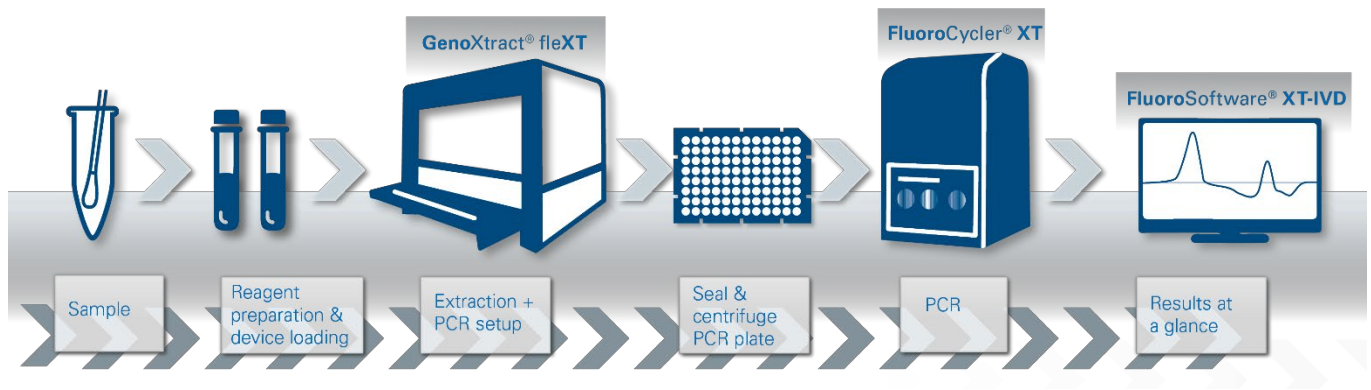 GenoXtract® fleXT
FluoroCycler® XT
FluoroSoftware® XT-IVD
Sample
Reagent
preparation &
device loading
Extraction +
PCR setup
Seal &
centrifuge
PCR plate
PCR
Results at
a glance